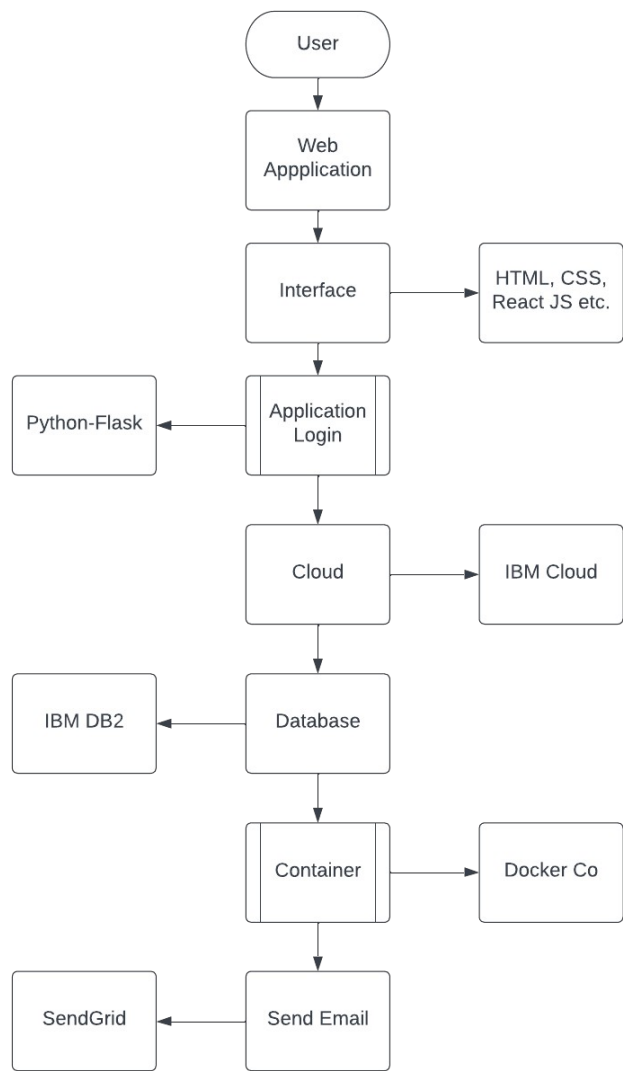 User
Web
Appplication
Interface
HTML, CSS,
React JS etc.
Python-Flask
Application
Login
Cloud
IBM Cloud
IBM DB2
Database
Container
Docker Co
SendGrid
Send Email